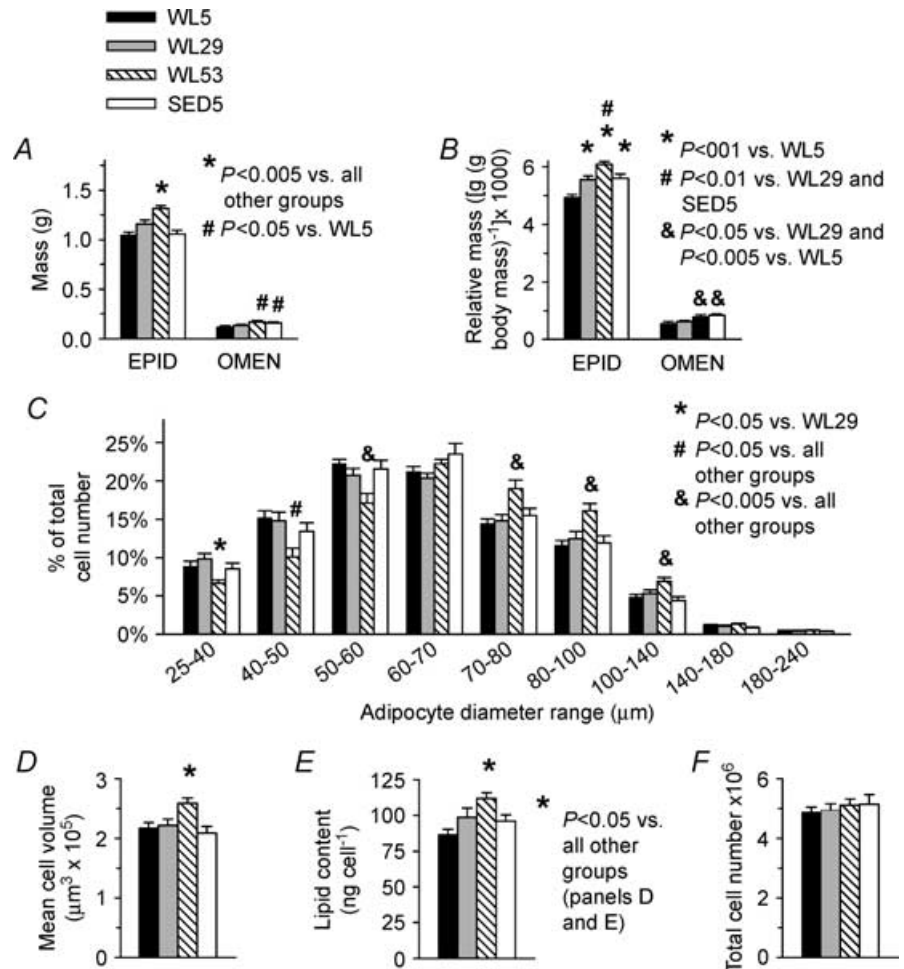 WL5
WL29
WL53
SED5
A
Mass (g)
1.5
1.0
0.5
0.0
*
# #
EPID OMEN
* P<0.005 vs. all
other groups
# P<0.05 vs. WL5
B
Relative mass ([g (g
body mass)⁻¹]x 1000)
6
4
2
0
#
* * *
& &
EPID OMEN
* P<001 vs. WL5
# P<0.01 vs. WL29 and
SED5
& P<0.05 vs. WL29 and
P<0.005 vs. WL5
C
% of total
cell number
25%
20%
15%
10%
5%
0%
* # & & & &
25-40 40-50 50-60 60-70 70-80 80-100 100-140 140-180 180-240
Adipocyte diameter range (µm)
* P<0.05 vs. WL29
# P<0.05 vs. all
other groups
& P<0.005 vs. all
other groups
D
Mean cell volume
(µm³ x 10⁵)
3
2
1
0
*
E
Lipid content
(ng cell⁻¹)
125
100
75
50
25
0
*
* P<0.05 vs.
all other
groups
(panels D
and E)
F
Total cell number x10⁶
6
4
2
0